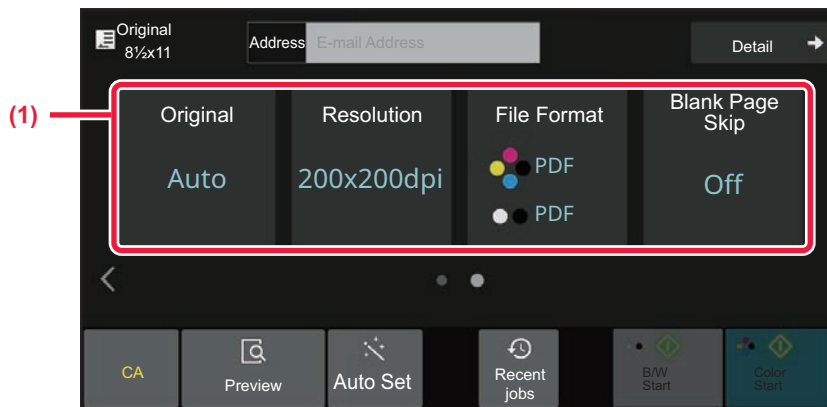 Original
8½x11
Address E-mail Address
Detail
(1)
Original
Auto
Resolution
200x200dpi
File Format
PDF
PDF
Blank Page
Skip
Off
CA
Preview
Auto Set
Recent
jobs
B/W
Start
Color
Start